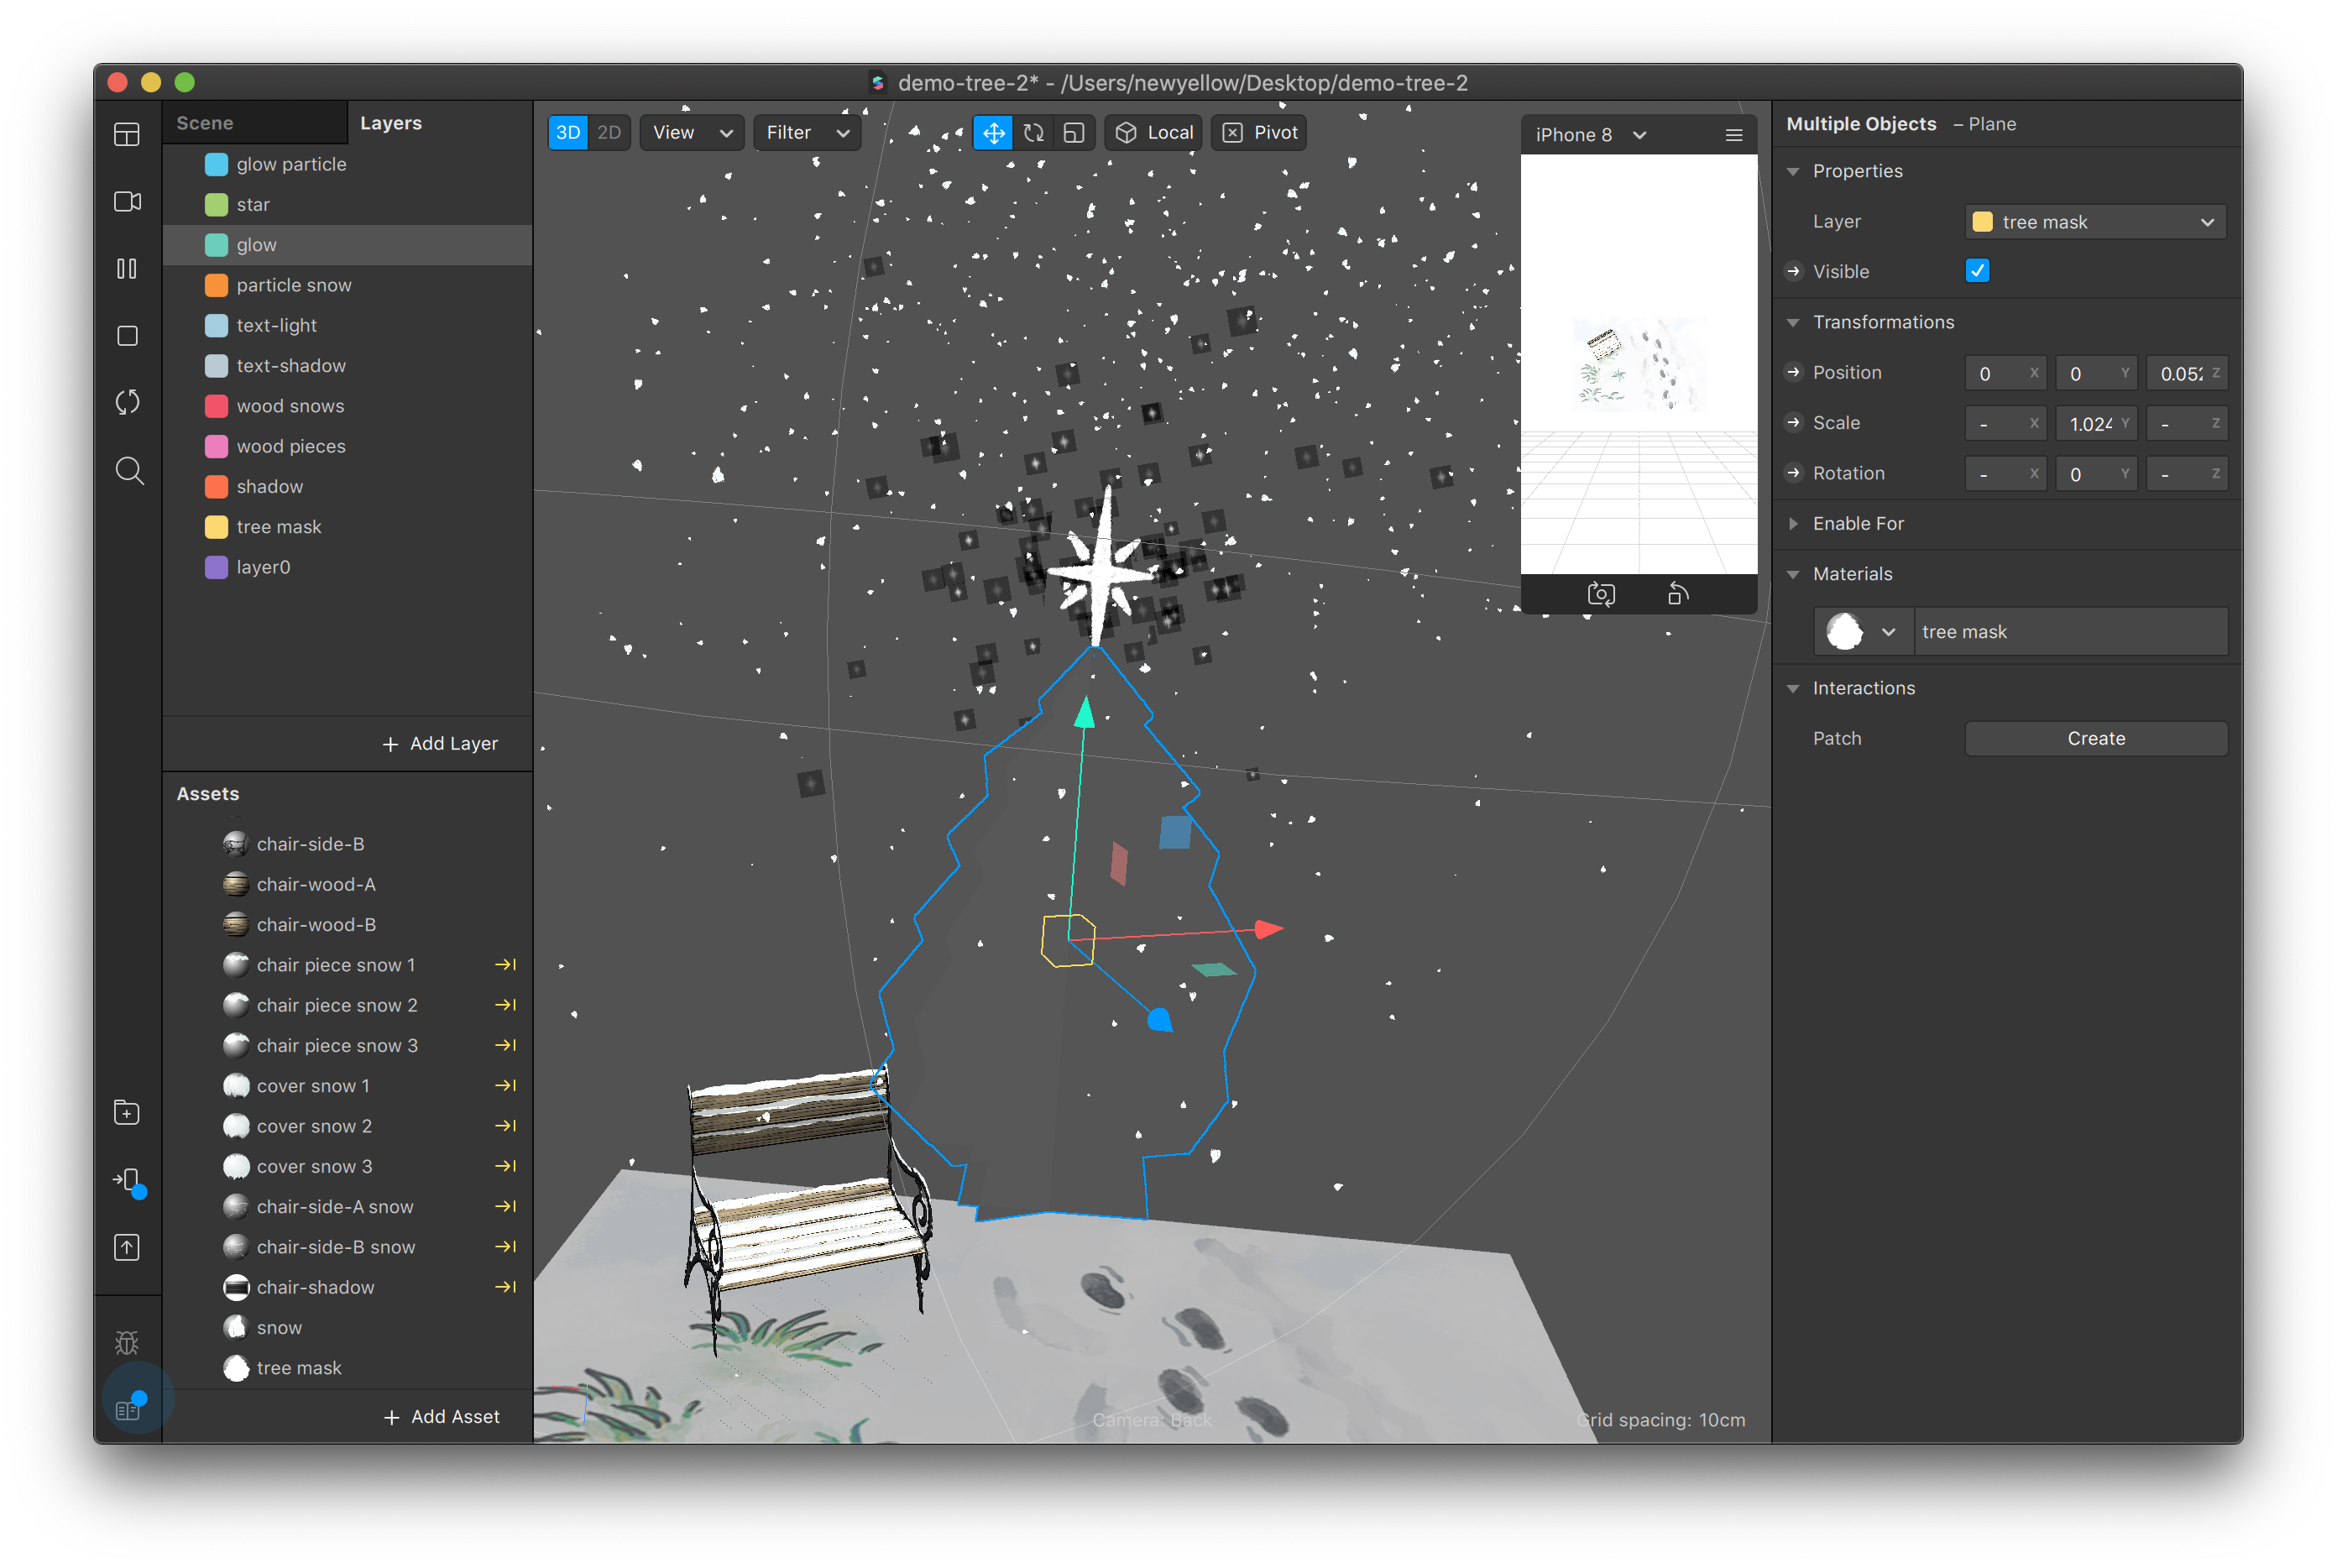 demo-tree-2* - /Users/newyellow/Desktop/demo-tree-2
Scene
Layers
glow particle
star
glow
particle snow
text-light
text-shadow
wood snows
wood pieces
shadow
tree mask
layer0
+ Add Layer
Assets
chair-side-B
chair-wood-A
chair-wood-B
chair piece snow 1
chair piece snow 2
chair piece snow 3
cover snow 1
cover snow 2
cover snow 3
chair-side-A snow
chair-side-B snow
chair-shadow
snow
tree mask
+ Add Asset
3D 2D View Filter Local Pivot
iPhone 8
Camera: Back
Grid spacing: 10cm
Multiple Objects – Plane
Properties
Layer tree mask
Visible
Transformations
Position 0 X 0 Y 0.052 Z
Scale - X 1.024 Y - Z
Rotation - X 0 Y - Z
Enable For
Materials
tree mask
Interactions
Patch Create